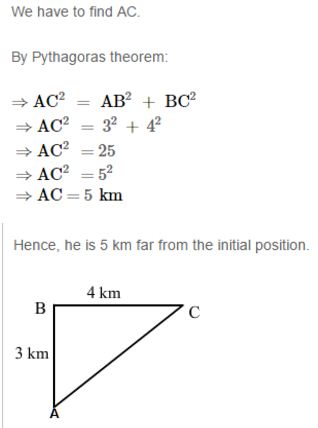 We have to find AC.
By Pythagoras theorem:
⇒ AC² = AB² + BC²
⇒ AC² = 3² + 4²
⇒ AC² = 25
⇒ AC² = 5²
⇒ AC = 5 km
Hence, he is 5 km far from the initial position.
4 km
B
C
3 km
A